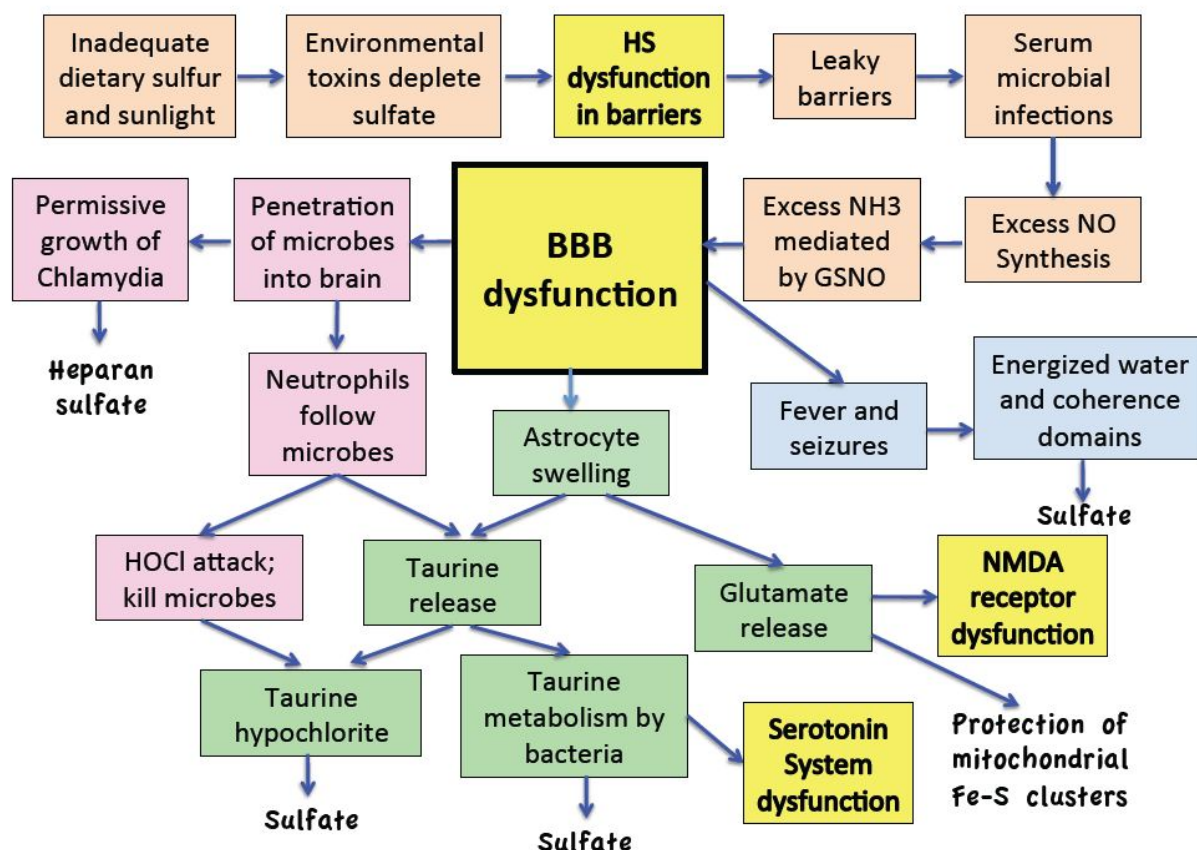 Inadequate
dietary sulfur
and sunlight
Environmental
toxins deplete
sulfate
HS
dysfunction
in barriers
Leaky
barriers
Serum
microbial
infections
Permissive
growth of
Chlamydia
Penetration
of microbes
into brain
BBB
dysfunction
Excess NH3
mediated
by GSNO
Excess NO
Synthesis
Heparan
sulfate
Neutrophils
follow
microbes
Astrocyte
swelling
Fever and
seizures
Energized water
and coherence
domains
Sulfate
HOCl attack;
kill microbes
Taurine
release
Glutamate
release
NMDA
receptor
dysfunction
Taurine
hypochlorite
Taurine
metabolism by
bacteria
Serotonin
System
dysfunction
Protection of
mitochondrial
Fe-S clusters
Sulfate
Sulfate